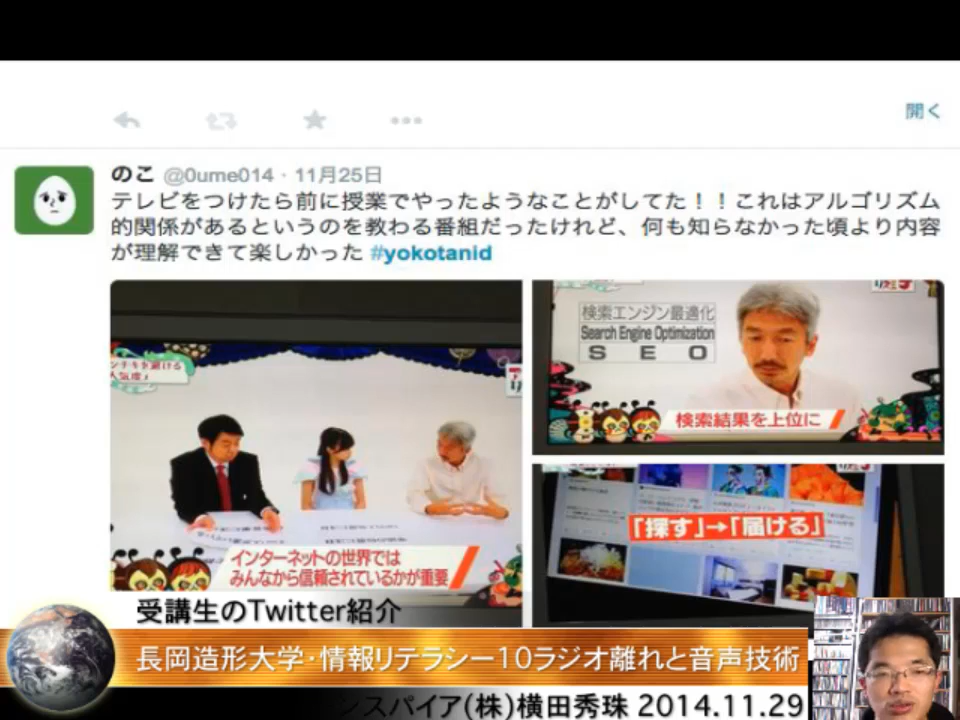 開く
のこ @0ume014 · 11月25日
テレビをつけたら前に授業でやったようなことがしてた！！これはアルゴリズム
的関係があるというのを教わる番組だったけれど、何も知らなかった頃より内容
が理解できて楽しかった #yokotanid
ンチキを避ける
人気度」
インターネットの世界では
みんなから信頼されているかが重要
検索エンジン最適化
Search Engine Optimization
SEO
検索結果を上位に
「探す」→「届ける」
受講生のTwitter紹介
長岡造形大学・情報リテラシー10ラジオ離れと音声技術
ンスパイア(株)横田秀珠 2014.11.29